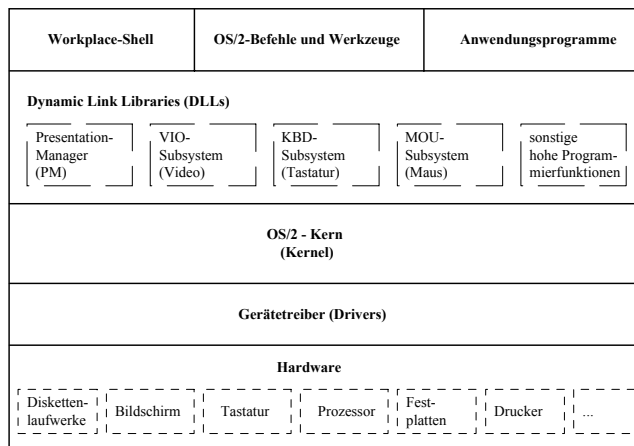 Workplace-Shell
OS/2-Befehle und Werkzeuge
Anwendungsprogramme
Dynamic Link Libraries (DLLs)
Presentation-
Manager
(PM)
VIO-
Subsystem
(Video)
KBD-
Subsystem
(Tastatur)
MOU-
Subsystem
(Maus)
sonstige
hohe Program-
mierfunktionen
OS/2 - Kern
(Kernel)
Gerätetreiber (Drivers)
Hardware
Disketten-
laufwerke
Bildschirm
Tastatur
Prozessor
Fest-
platten
Drucker
...